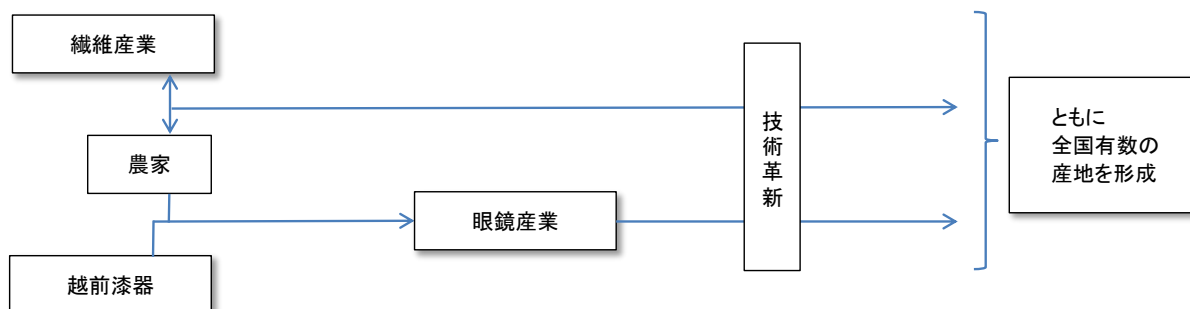 繊維産業
農家
越前漆器
眼鏡産業
技術革新
ともに
全国有数の
産地を形成